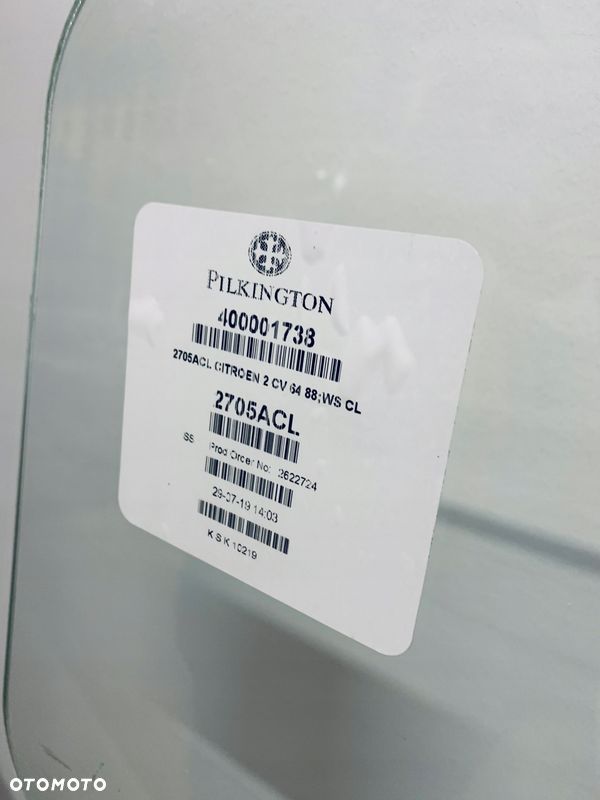 PILKINGTON
400001738
2705ACL CITROEN 2 CV 64 88;WS CL
2705ACL
S5 Prod Order No: 2622724
29-07-19 14:03
K S K 10219
OTOMOTO